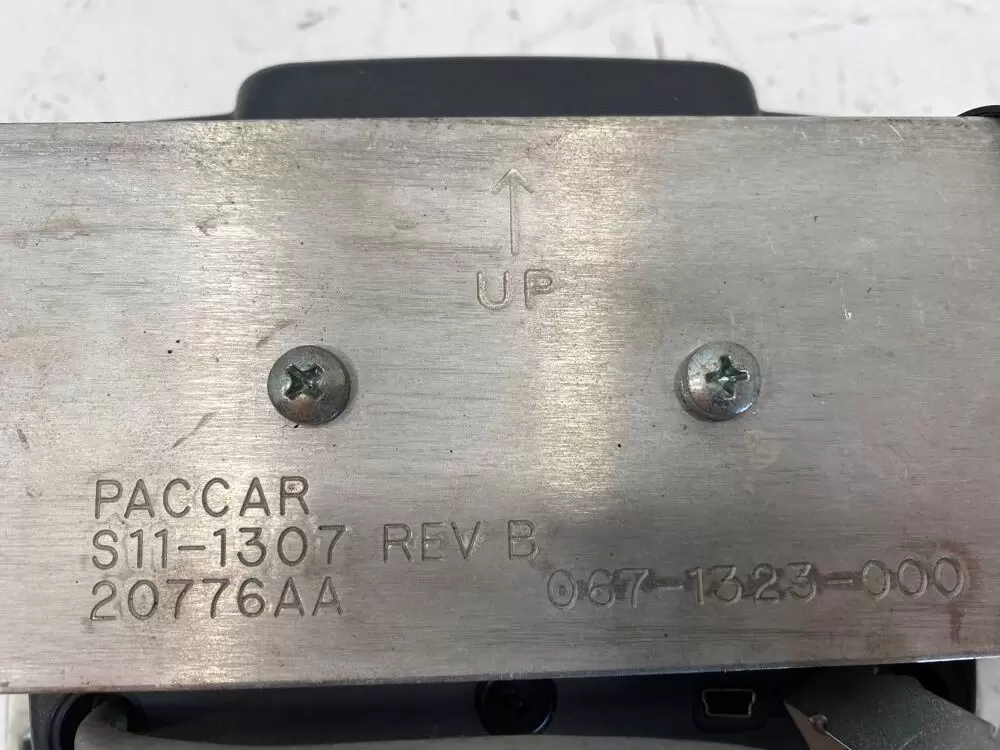 UP
PACCAR
S11-1307 REV B
20776AA
067-1323-000